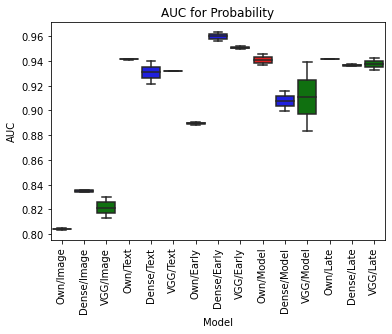 AUC for Probability
AUC
0.96
0.94
0.92
0.90
0.88
0.86
0.84
0.82
0.80
Own/Image
Dense/Image
VGG/Image
Own/Text
Dense/Text
VGG/Text
Own/Early
Dense/Early
VGG/Early
Own/Model
Dense/Model
VGG/Model
Own/Late
Dense/Late
VGG/Late
Model